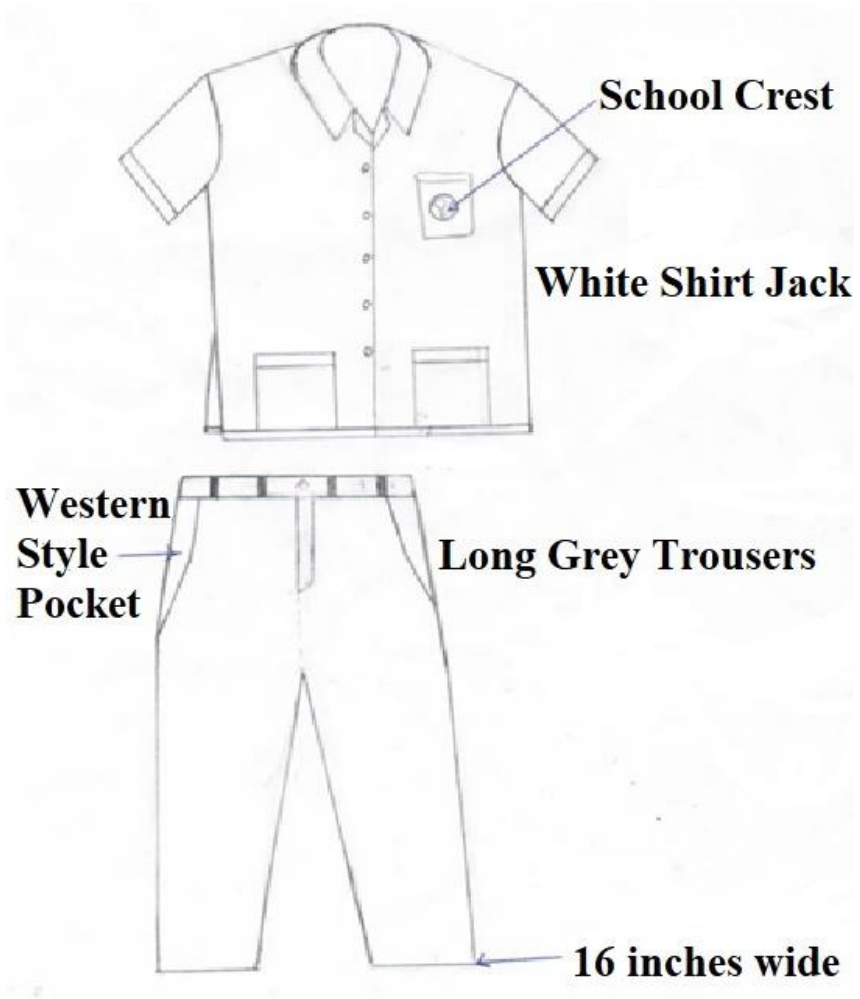 School Crest
White Shirt Jack
Western
Style
Pocket
Long Grey Trousers
16 inches wide